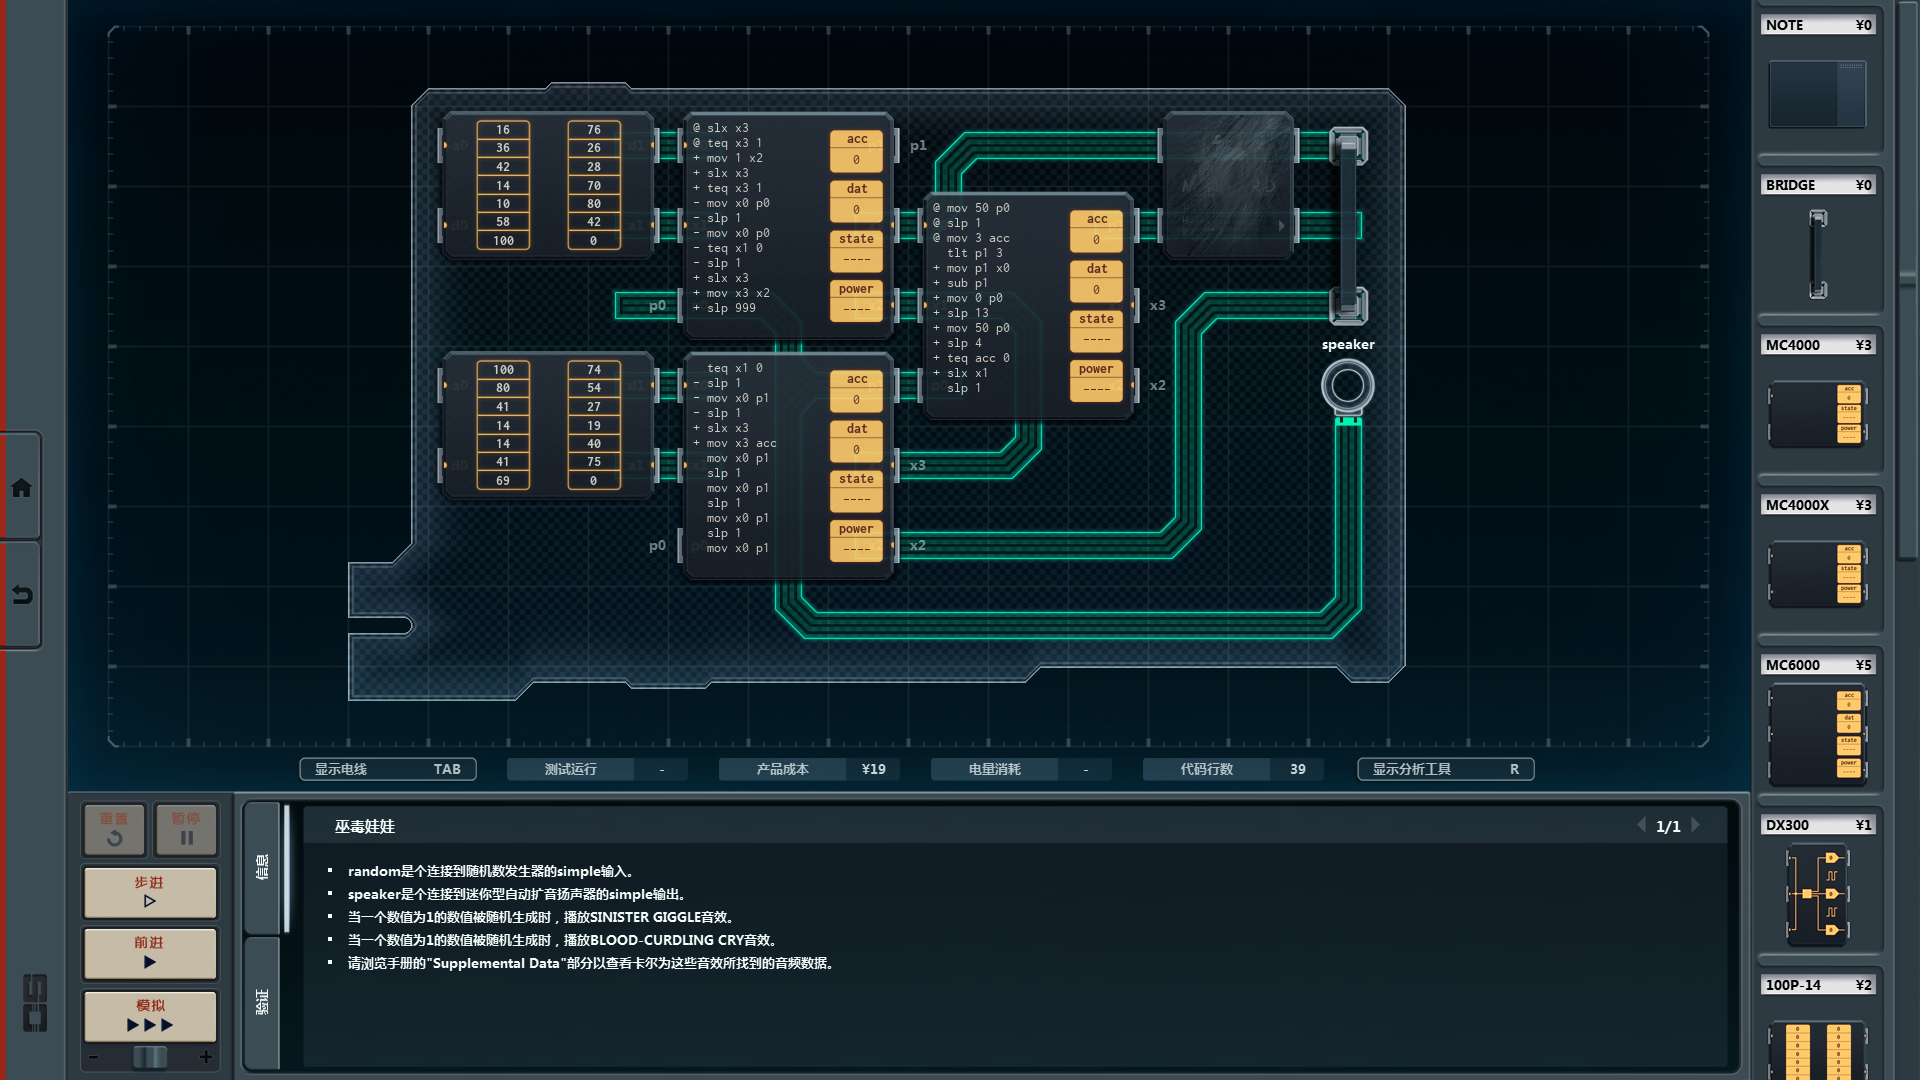 NOTE ¥0
BRIDGE ¥0
MC4000 ¥3
MC4000X ¥3
MC6000 ¥5
DX300 ¥1
100P-14 ¥2
16 76
36 26
42 28
14 70
10 80
58 42
100 0
@ slx x3
@ teq x3 1
+ mov 1 x2
+ slx x3
+ teq x3 1
- mov x0 p0
- slp 1
- mov x0 p0
- teq x1 0
- slp 1
+ slx x3
+ mov x3 x2
+ slp 999
acc
0
dat
0
state
----
power
----
p1
p0
@ mov 50 p0
@ slp 1
@ mov 3 acc
tlt p1 3
+ mov p1 x0
+ sub p1
+ mov 0 p0
+ slp 13
+ mov 50 p0
+ slp 4
+ teq acc 0
+ slx x1
slp 1
acc
0
dat
0
state
----
power
----
x3
x2
speaker
100 74
80 54
41 27
14 19
14 40
41 75
69 0
teq x1 0
- slp 1
- mov x0 p1
- slp 1
+ slx x3
+ mov x3 acc
mov x0 p1
slp 1
mov x0 p1
slp 1
mov x0 p1
slp 1
mov x0 p1
acc
0
dat
0
state
----
power
----
x3
x2
p0
显示电线 TAB
测试运行 -
产品成本 ¥19
电量消耗 -
代码行数 39
显示分析工具 R
重置
暂停
步进
前进
模拟
- +
信息
验证
巫毒娃娃
1/1
▪ random是个连接到随机数发生器的simple输入。
▪ speaker是个连接到迷你型自动扩音扬声器的simple输出。
▪ 当一个数值为1的数值被随机生成时，播放SINISTER GIGGLE音效。
▪ 当一个数值为1的数值被随机生成时，播放BLOOD-CURDLING CRY音效。
▪ 请浏览手册的"Supplemental Data"部分以查看卡尔为这些音效所找到的音频数据。